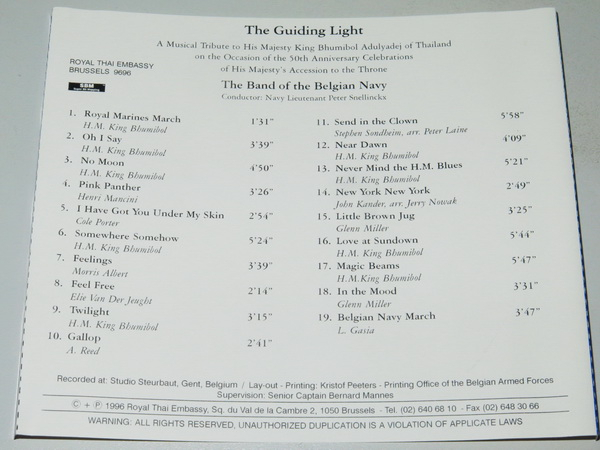 The Guiding Light
A Musical Tribute to His Majesty King Bhumibol Adulyadej of Thailand
on the Occasion of the 50th Anniversary Celebrations
of His Majesty's Accession to the Throne
ROYAL THAI EMBASSY
BRUSSELS 9696
SBM
The Band of the Belgian Navy
Conductor: Navy Lieutenant Peter Snellinckx
1. Royal Marines March 1'31"
H.M. King Bhumibol
2. Oh I Say 3'39"
H.M. King Bhumibol
3. No Moon 4'50"
H.M. King Bhumibol
4. Pink Panther 3'26"
Henri Mancini
5. I Have Got You Under My Skin 2'54"
Cole Porter
6. Somewhere Somehow 5'24"
H.M. King Bhumibol
7. Feelings 3'39"
Morris Albert
8. Feel Free 2'14"
Elie Van Der Jeught
9. Twilight 3'15"
H.M. King Bhumibol
10. Gallop 2'41"
A. Reed
11. Send in the Clown 5'58"
Stephen Sondheim, arr. Peter Laine
12. Near Dawn 4'09"
H.M. King Bhumibol
13. Never Mind the H.M. Blues 5'21"
H.M. King Bhumibol
14. New York New York 2'49"
John Kander, arr. Jerry Nowak
15. Little Brown Jug 3'25"
Glenn Miller
16. Love at Sundown 5'44"
H.M. King Bhumibol
17. Magic Beams 5'47"
H.M.King Bhumibol
18. In the Mood 3'31"
Glenn Miller
19. Belgian Navy March 3'47"
L. Gasia
Recorded at: Studio Steurbaut, Gent, Belgium / Lay-out - Printing: Kristof Peeters - Printing Office of the Belgian Armed Forces
Supervision: Senior Captain Bernard Mannes
© + ℗ 1996 Royal Thai Embassy, Sq. du Val de la Cambre 2, 1050 Brussels - Tel. (02) 640 68 10 - Fax (02) 648 30 66
WARNING: ALL RIGHTS RESERVED, UNAUTHORIZED DUPLICATION IS A VIOLATION OF APPLICATE LAWS